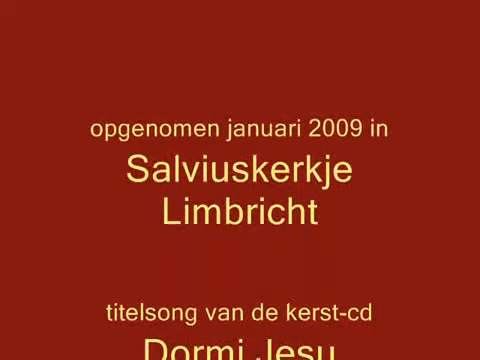 opgenomen januari 2009 in
Salviuskerkje
Limbricht
titelsong van de kerst-cd
Dormi Jesu